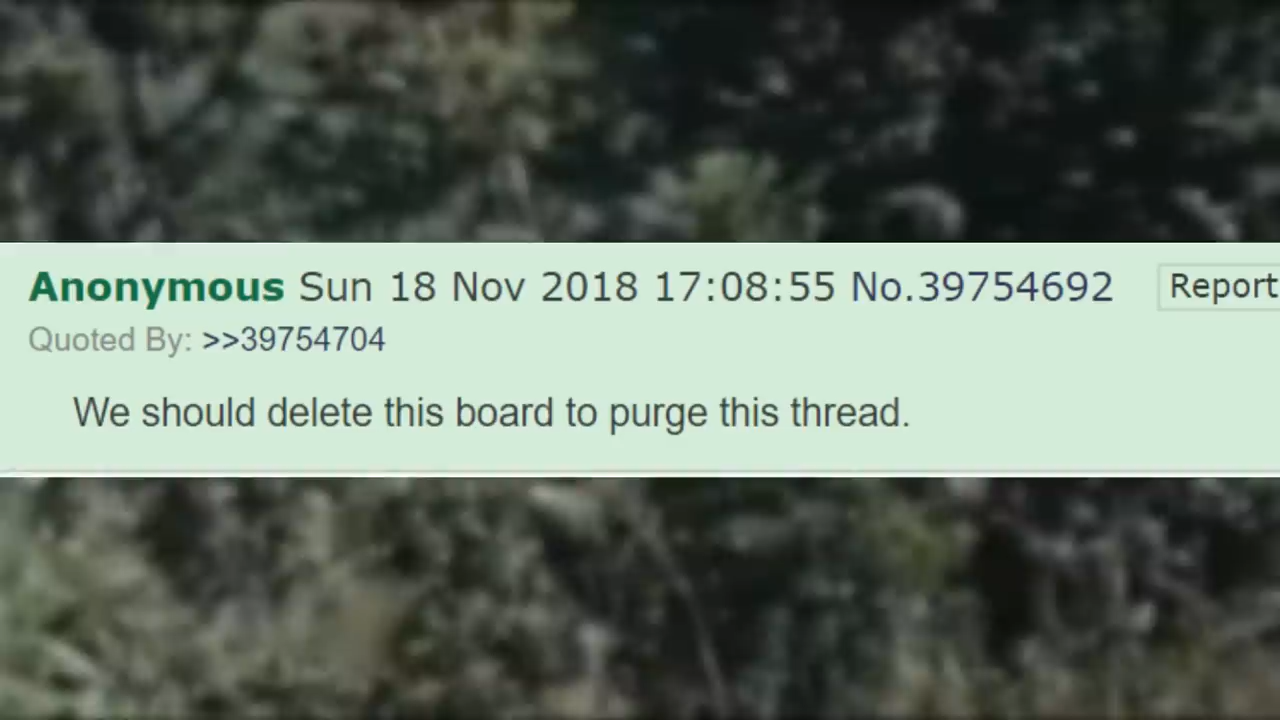 Anonymous Sun 18 Nov 2018 17:08:55 No.39754692 Report
Quoted By: >>39754704
We should delete this board to purge this thread.